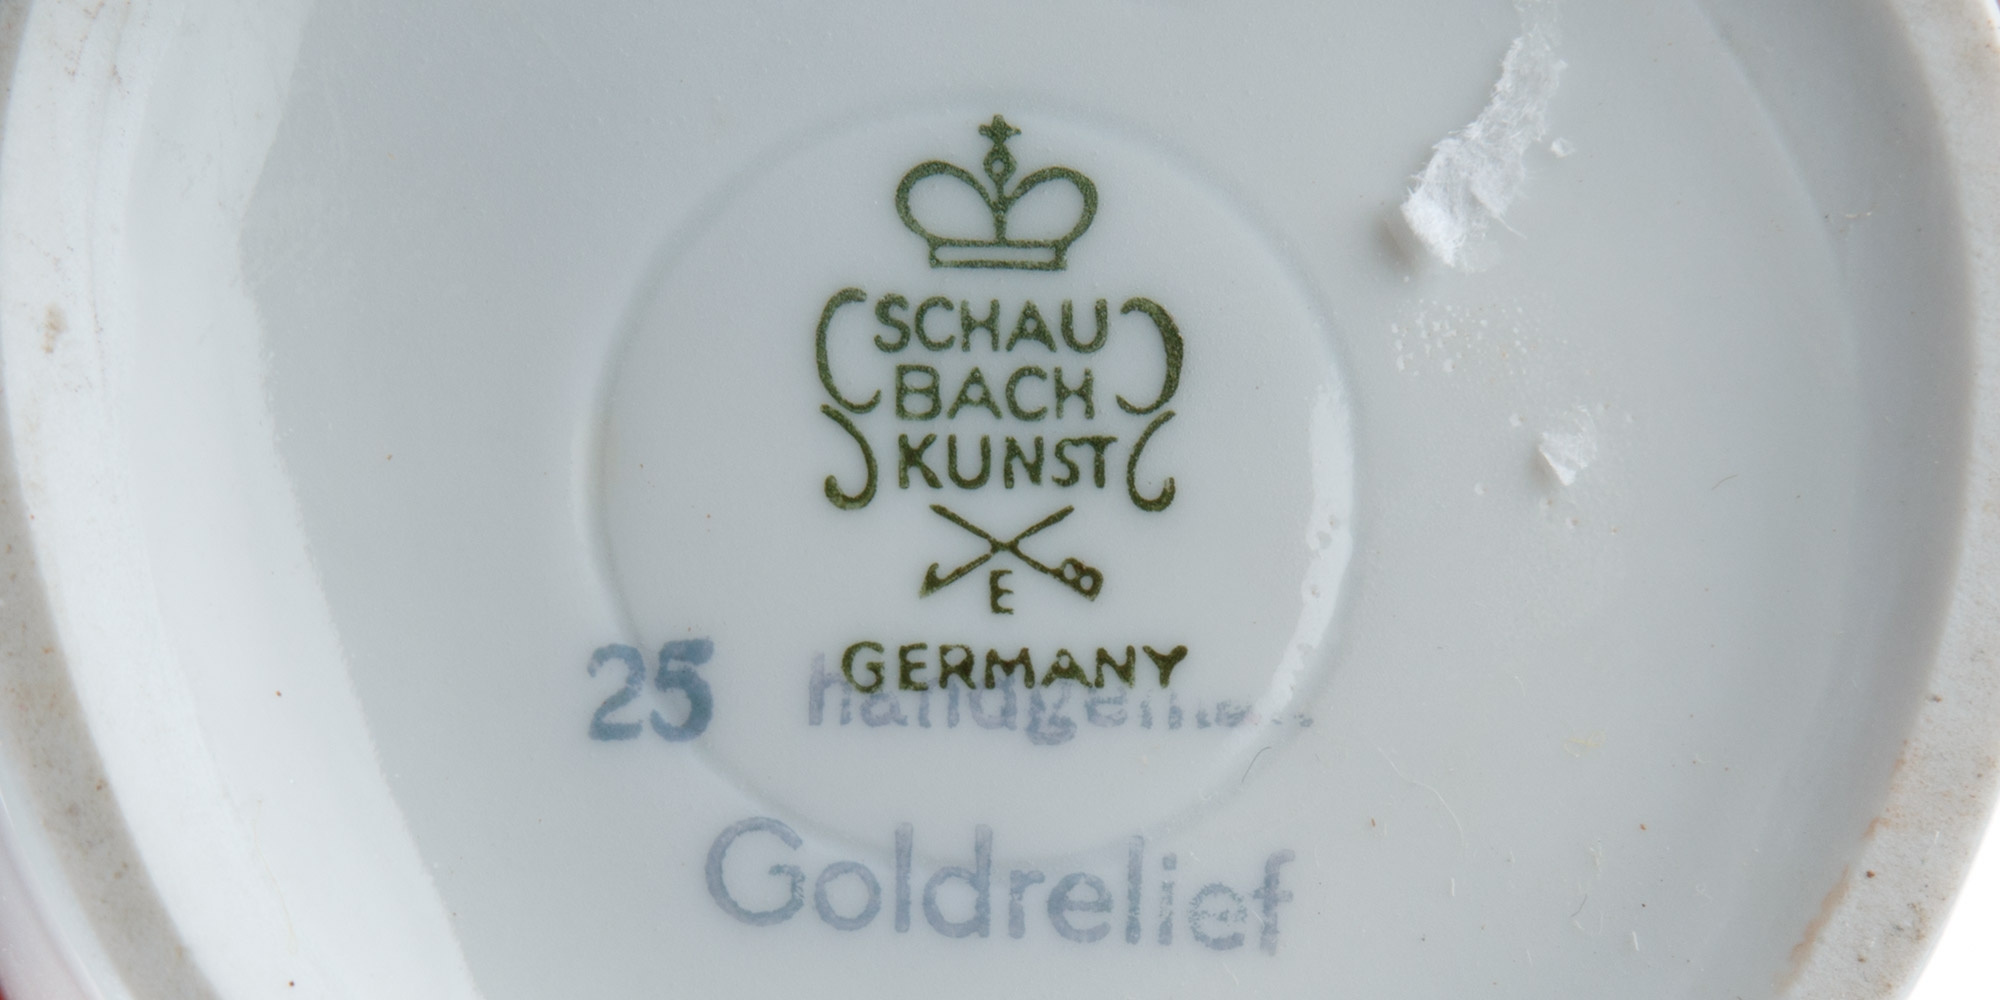 SCHAU
BACH
KUNST
E
GERMANY
25
Goldrelief